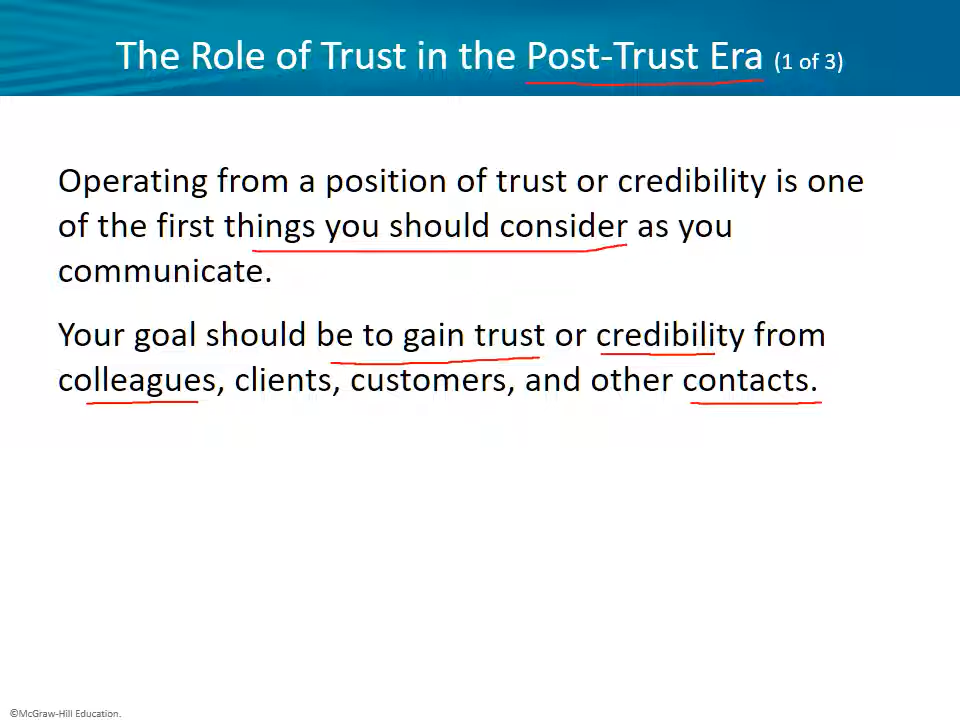 The Role of Trust in the Post-Trust Era (1 of 3)
Operating from a position of trust or credibility is one
of the first things you should consider as you
communicate.
Your goal should be to gain trust or credibility from
colleagues, clients, customers, and other contacts.
©McGraw-Hill Education.